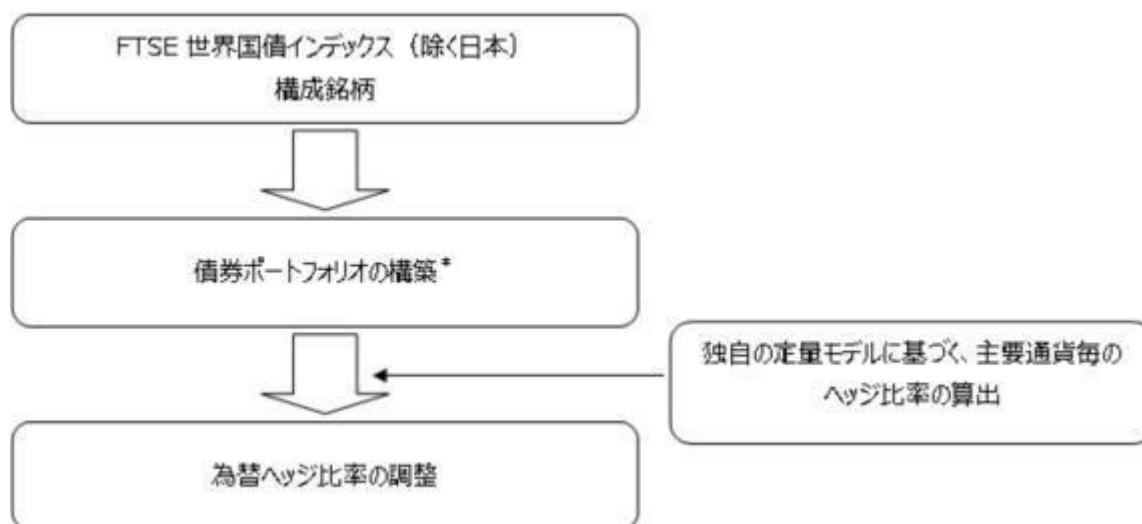 FTSE 世界国債インデックス（除く日本）
構成銘柄
債券ポートフォリオの構築*
独自の定量モデルに基づく、主要通貨毎の
ヘッジ比率の算出
為替ヘッジ比率の調整